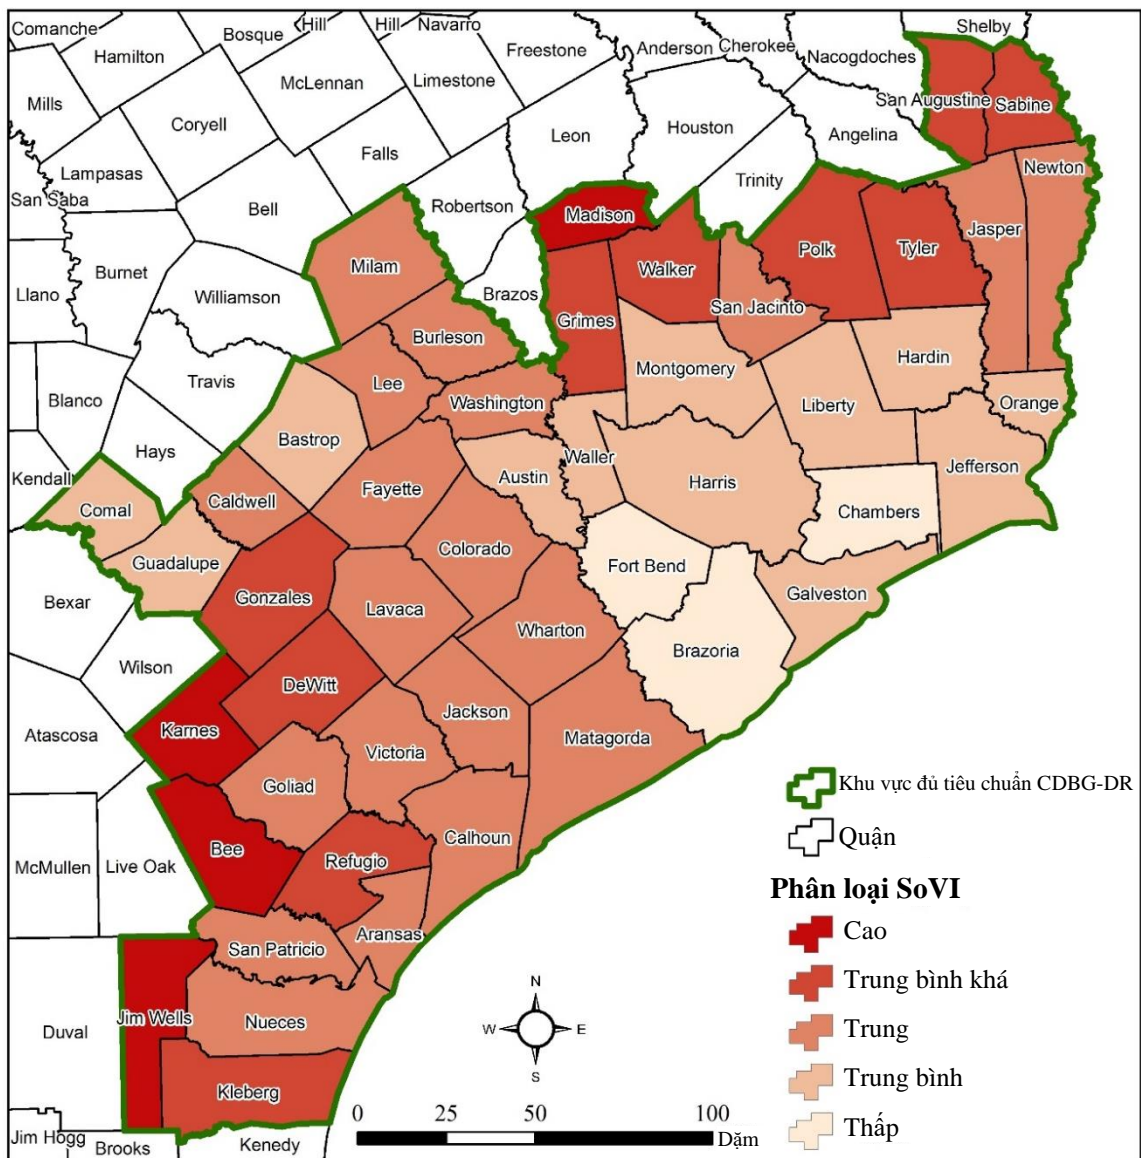 Comanche
Hamilton
Bosque
Hill
Hill
Navarro
Freestone
Anderson
Cherokee
Nacogdoches
Shelby
Mills
McLennan
Limestone
San Augustine
Sabine
Coryell
Leon
Houston
Angelina
Falls
Lampasas
San Saba
Bell
Robertson
Trinity
Newton
Madison
Jasper
Milam
Polk
Tyler
Burnet
Walker
Llano
Williamson
Brazos
San Jacinto
Grimes
Burleson
Hardin
Montgomery
Travis
Lee
Blanco
Washington
Liberty
Orange
Bastrop
Hays
Waller
Kendall
Austin
Harris
Jefferson
Fayette
Caldwell
Comal
Chambers
Colorado
Guadalupe
Fort Bend
Galveston
Bexar
Gonzales
Lavaca
Wharton
Brazoria
Wilson
DeWitt
Jackson
Karnes
Atascosa
Matagorda
Victoria
Goliad
Calhoun
Bee
Refugio
McMullen
Live Oak
Aransas
San Patricio
Jim Wells
Nueces
Duval
Kleberg
Jim Hogg
Brooks
Kenedy
N
W
E
S
0 25 50 100
Dặm
Khu vực đủ tiêu chuẩn CDBG-DR
Quận
Phân loại SoVI
Cao
Trung bình khá
Trung
Trung bình
Thấp